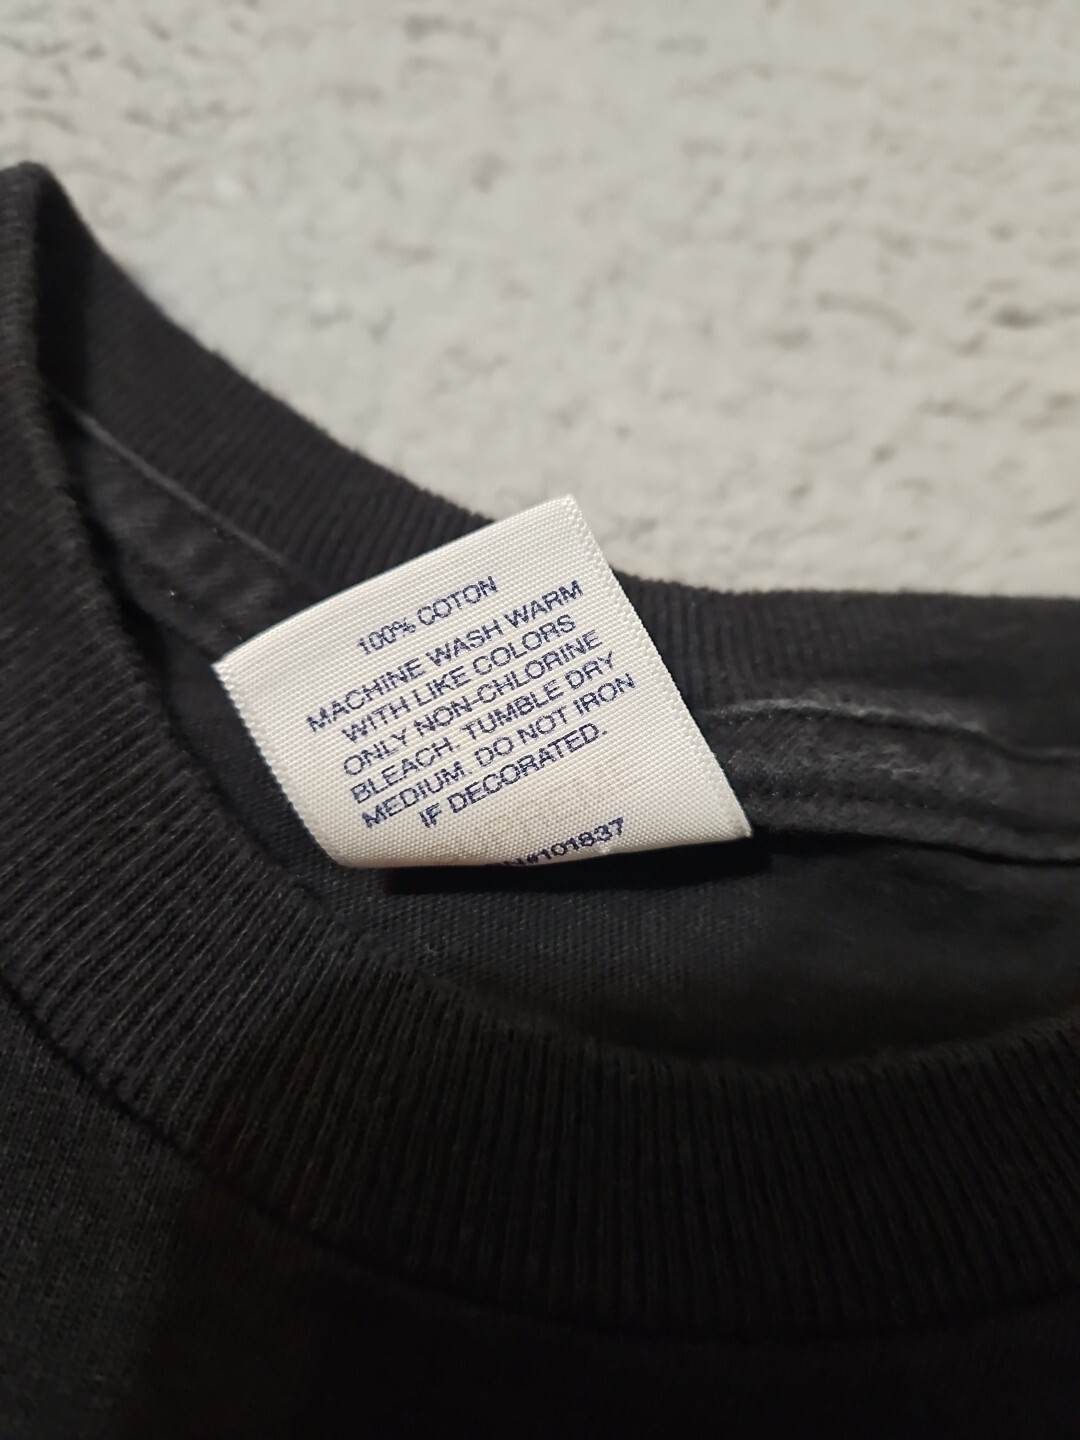 100% COTON
MACHINE WASH WARM
WITH LIKE COLORS
ONLY NON-CHLORINE
BLEACH. TUMBLE DRY
MEDIUM. DO NOT IRON
IF DECORATED.
#101837